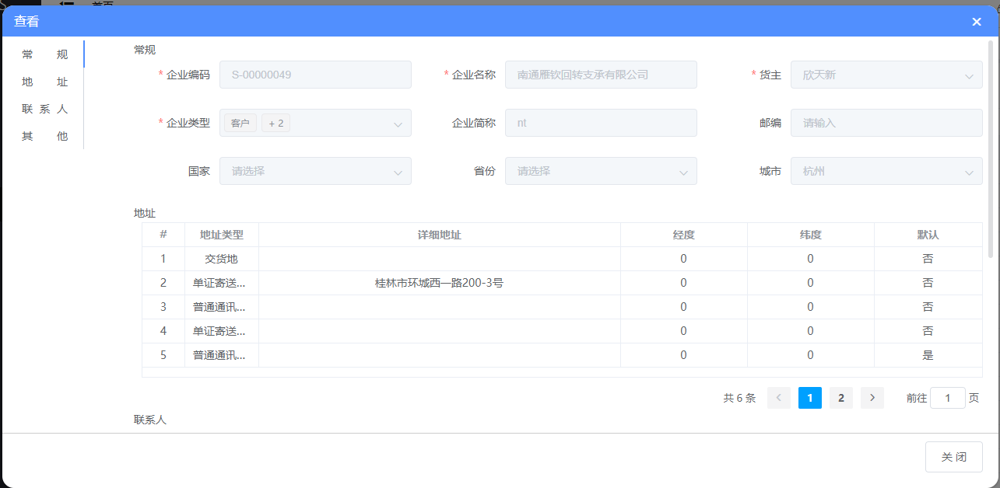 首页
查看
常 规
地 址
联 系 人
其 他
常规
* 企业编码 S-00000049 * 企业名称 南通雁钦回转支承有限公司 * 货主 欣天新
* 企业类型 客户 + 2 企业简称 nt 邮编 请输入
国家 请选择 省份 请选择 城市 杭州
地址
# 地址类型 详细地址 经度 纬度 默认
1 交货地 0 0 否
2 单证寄送... 桂林市环城西一路200-3号 0 0 否
3 普通通讯... 0 0 否
4 单证寄送... 0 0 否
5 普通通讯... 0 0 是
共 6 条 1 2 前往 1 页
联系人
关 闭